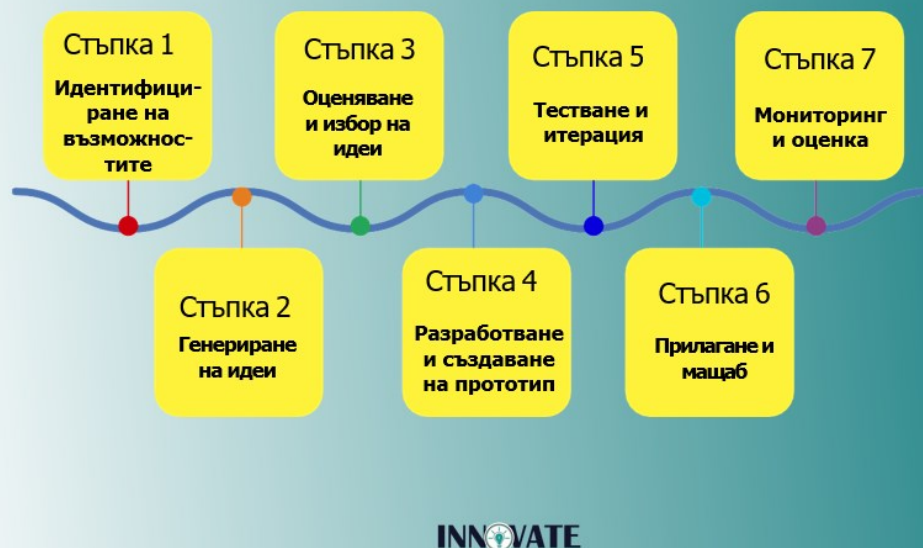 Стъпка 1
Идентифици-
ране на
възможнос-
тите
Стъпка 2
Генериране
на идеи
Стъпка 3
Оценяване
и избор на
идеи
Стъпка 4
Разработване
и създаване
на прототип
Стъпка 5
Тестване и
итерация
Стъпка 6
Прилагане и
мащаб
Стъпка 7
Мониторинг
и оценка
INNOVATE